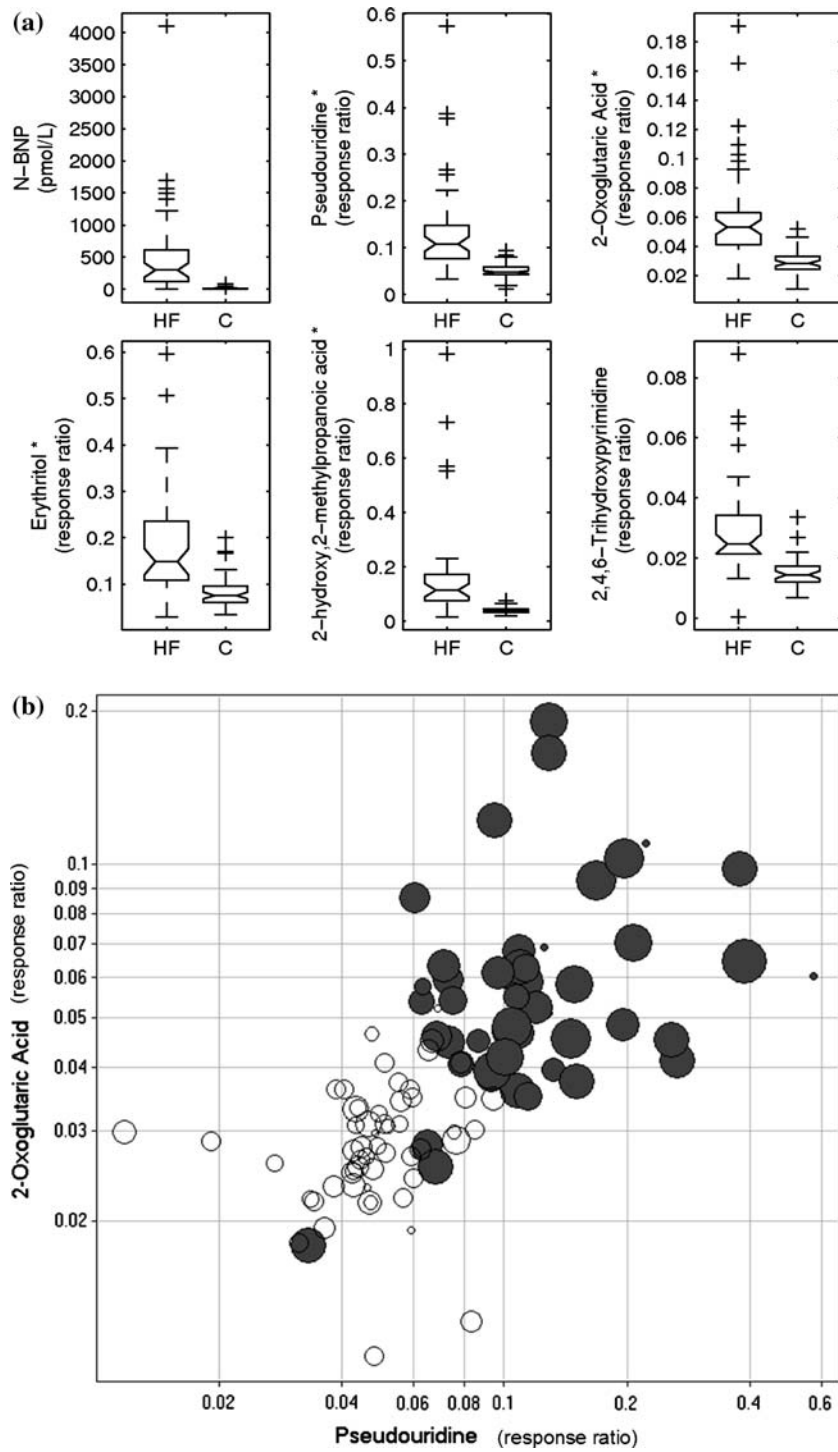 (a)
N-BNP
(pmol/L)
4000
3500
3000
2500
2000
1500
1000
500
0
HF C
Pseudouridine *
(response ratio)
0.6
0.5
0.4
0.3
0.2
0.1
0
HF C
2-Oxoglutaric Acid *
(response ratio)
0.18
0.16
0.14
0.12
0.1
0.08
0.06
0.04
0.02
HF C
Erythritol *
(response ratio)
0.6
0.5
0.4
0.3
0.2
0.1
HF C
2-hydroxy,2-methylpropanoic acid *
(response ratio)
1
0.8
0.6
0.4
0.2
0
HF C
2,4,6-Trihydroxypyrimidine
(response ratio)
0.08
0.06
0.04
0.02
0
HF C
(b)
2-Oxoglutaric Acid (response ratio)
0.2
0.1
0.09
0.08
0.07
0.06
0.05
0.04
0.03
0.02
0.02 0.04 0.06 0.08 0.1 0.2 0.4 0.6
Pseudouridine (response ratio)